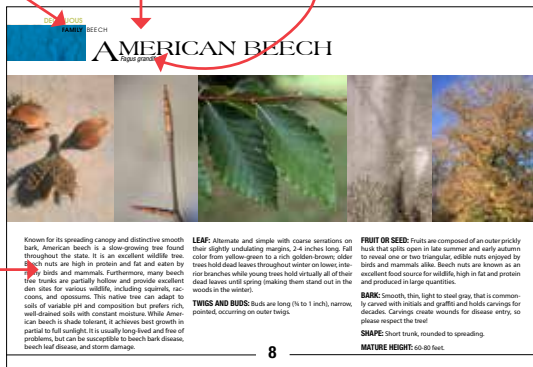 DECIDUOUS
FAMILY BEECH
AMERICAN BEECH
Fagus grandifolia
Known for its spreading canopy and distinctive smooth
bark, American beech is a slow-growing tree found
throughout the state. It is an excellent wildlife tree.
Beech nuts are high in protein and fat and eaten by
many birds and mammals. Furthermore, many beech
tree trunks are partially hollow and provide excellent
den sites for various wildlife, including squirrels, rac-
coons, and opossums. This native tree can adapt to
soils of variable pH and composition but prefers rich,
well-drained soils with constant moisture. While Amer-
ican beech is shade tolerant, it achieves best growth in
partial to full sunlight. It is usually long-lived and free of
problems, but can be susceptible to beech bark disease,
beech leaf disease, and storm damage.
LEAF: Alternate and simple with coarse serrations on
their slightly undulating margins, 2-4 inches long. Fall
color from yellow-green to a rich golden-brown; older
trees hold dead leaves throughout winter on lower, inte-
rior branches while young trees hold virtually all of their
dead leaves until spring (making them stand out in the
woods in the winter).
TWIGS AND BUDS: Buds are long (¾ to 1 inch), narrow,
pointed, occurring on outer twigs.
FRUIT OR SEED: Fruits are composed of an outer prickly
husk that splits open in late summer and early autumn
to reveal one or two triangular, edible nuts enjoyed by
birds and mammals alike. Beech nuts are known as an
excellent food source for wildlife, high in fat and protein
and produced in large quantities.
BARK: Smooth, thin, light to steel gray, that is common-
ly carved with initials and graffiti and holds carvings for
decades. Carvings create wounds for disease entry, so
please respect the tree!
SHAPE: Short trunk, rounded to spreading.
MATURE HEIGHT: 60-80 feet.
8